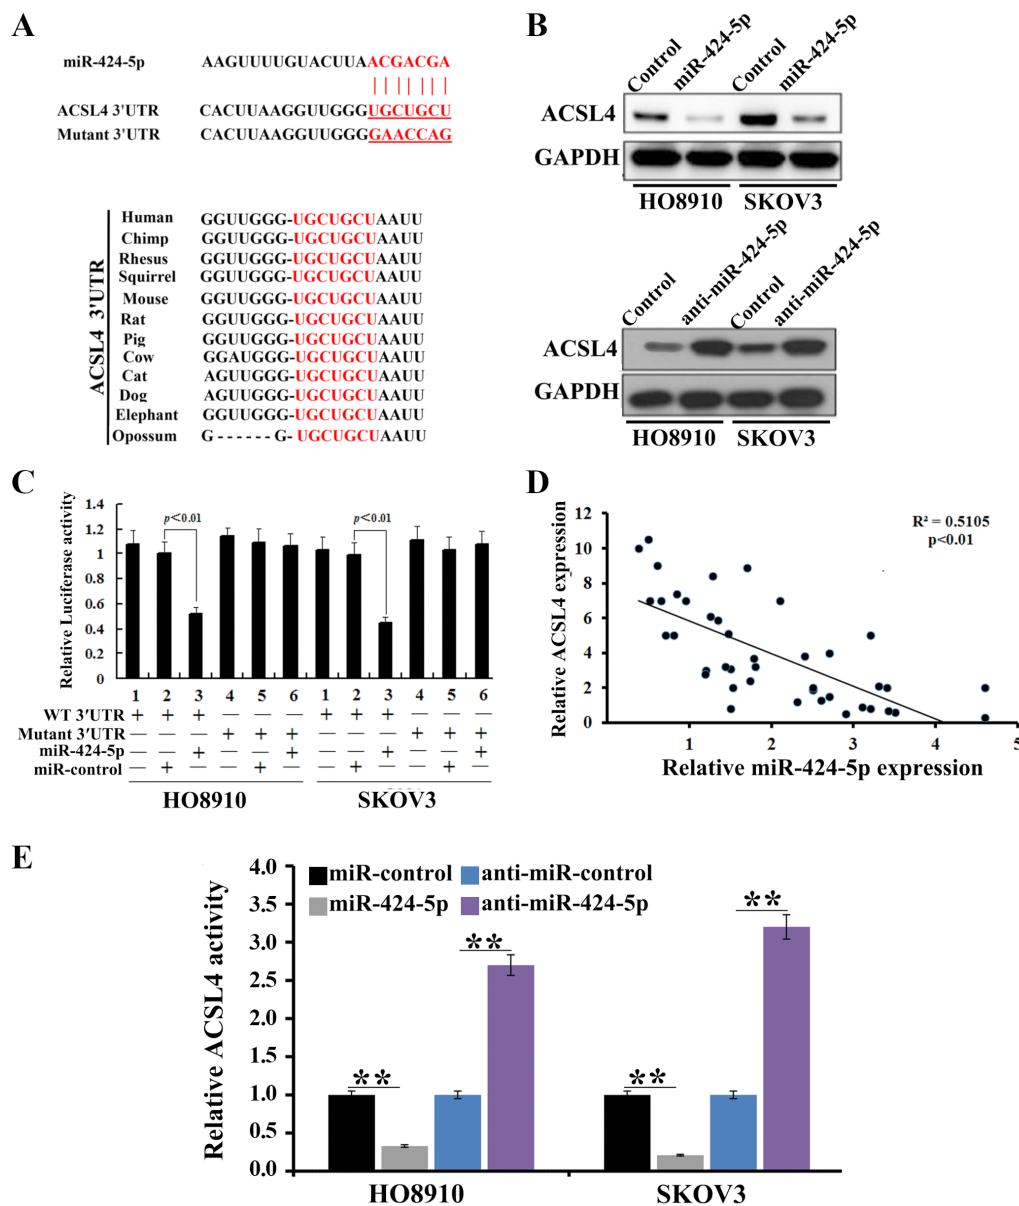 A
miR-424-5p AAGUUUUGUACUUAACGACGA
ACSL4 3'UTR CACUUAAGGUUGGGUGCUGCU
Mutant 3'UTR CACUUAAGGUUGGGGAACCAG
ACSL4 3'UTR
Human GGUUGGG-UGCUGCUAAUU
Chimp GGUUGGG-UGCUGCUAAUU
Rhesus GGUUGGG-UGCUGCUAAUU
Squirrel GGUUGGG-UGCUGCUAAUU
Mouse GGUUGGG-UGCUGCUAAUU
Rat GGUUGGG-UGCUGCUAAUU
Pig GGUUGGG-UGCUGCUAAUU
Cow GGAUGGG-UGCUGCUAAUU
Cat AGUUGGG-UGCUGCUAAUU
Dog AGUUGGG-UGCUGCUAAUU
Elephant GGUUGGG-UGCUGCUAAUU
Opossum G------G-UGCUGCUAAUU
B
Control miR-424-5p Control miR-424-5p
ACSL4
GAPDH
HO8910 SKOV3
Control anti-miR-424-5p Control anti-miR-424-5p
ACSL4
GAPDH
HO8910 SKOV3
C
Relative Luciferase activity
1.4
1.2
1
0.8
0.6
0.4
0.2
0
p<0.01 p<0.01
1 2 3 4 5 6 1 2 3 4 5 6
WT 3'UTR + + + — — — + + + — — —
Mutant 3'UTR — — — + + + — — — + + +
miR-424-5p — — + — — + — — + — — +
miR-control — + — — + — — + — — + —
HO8910 SKOV3
D
Relative ACSL4 expression
12
10
8
6
4
2
0
R² = 0.5105
p<0.01
1 2 3 4 5
Relative miR-424-5p expression
E
Relative ACSL4 activity
4.0
3.5
3.0
2.5
2.0
1.5
1.0
0.5
0.0
miR-control anti-miR-control
miR-424-5p anti-miR-424-5p
** ** ** **
HO8910 SKOV3